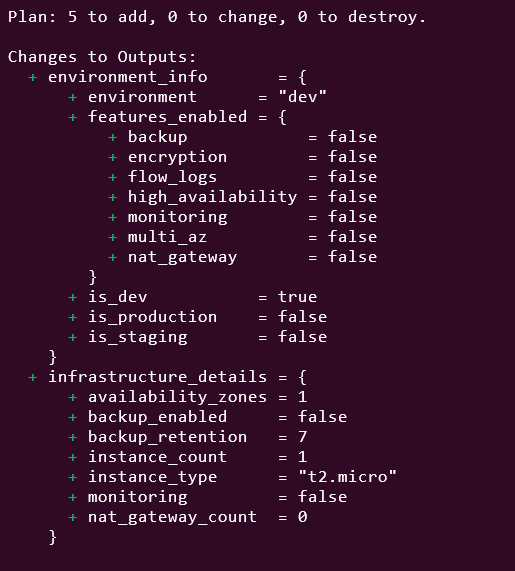 Plan: 5 to add, 0 to change, 0 to destroy.

Changes to Outputs:
  + environment_info       = {
      + environment      = "dev"
      + features_enabled = {
          + backup            = false
          + encryption        = false
          + flow_logs         = false
          + high_availability = false
          + monitoring        = false
          + multi_az          = false
          + nat_gateway       = false
        }
      + is_dev           = true
      + is_production    = false
      + is_staging       = false
    }
  + infrastructure_details = {
      + availability_zones = 1
      + backup_enabled     = false
      + backup_retention   = 7
      + instance_count     = 1
      + instance_type      = "t2.micro"
      + monitoring         = false
      + nat_gateway_count  = 0
    }